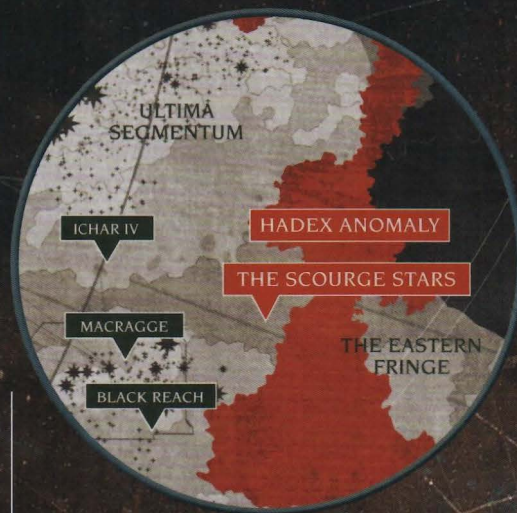 ULTIMA
SEGMENTUM
ICHAR IV
HADEX ANOMALY
THE SCOURGE STARS
MACRAGGE
THE EASTERN
FRINGE
BLACK REACH